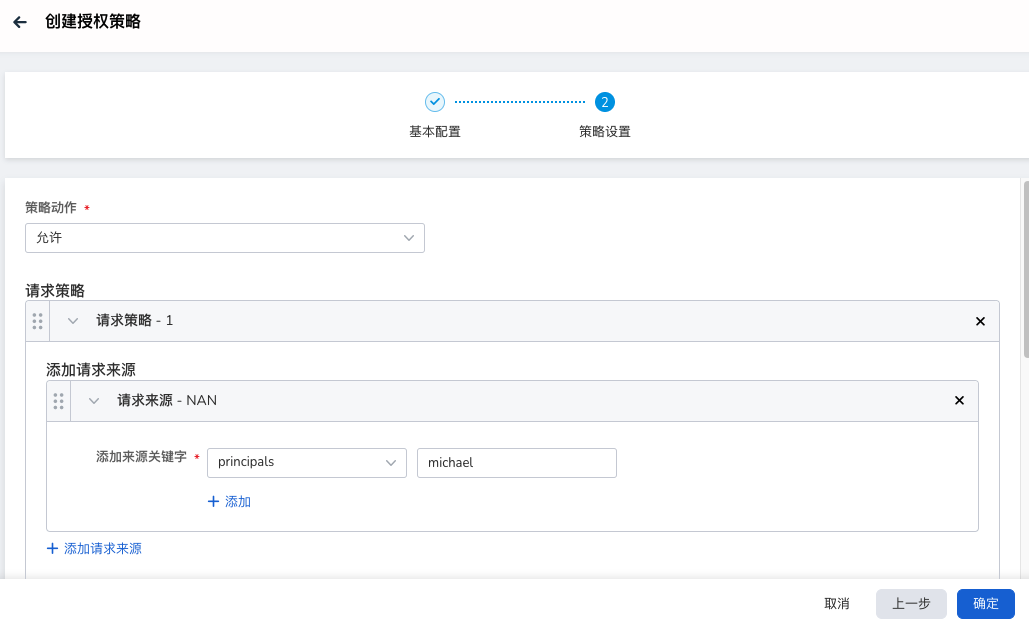 创建授权策略
2
基本配置
策略设置
策略动作 *
允许
请求策略
请求策略 - 1
添加请求来源
请求来源 - NAN
添加来源关键字 * principals michael
添加
添加请求来源
取消 上一步 确定